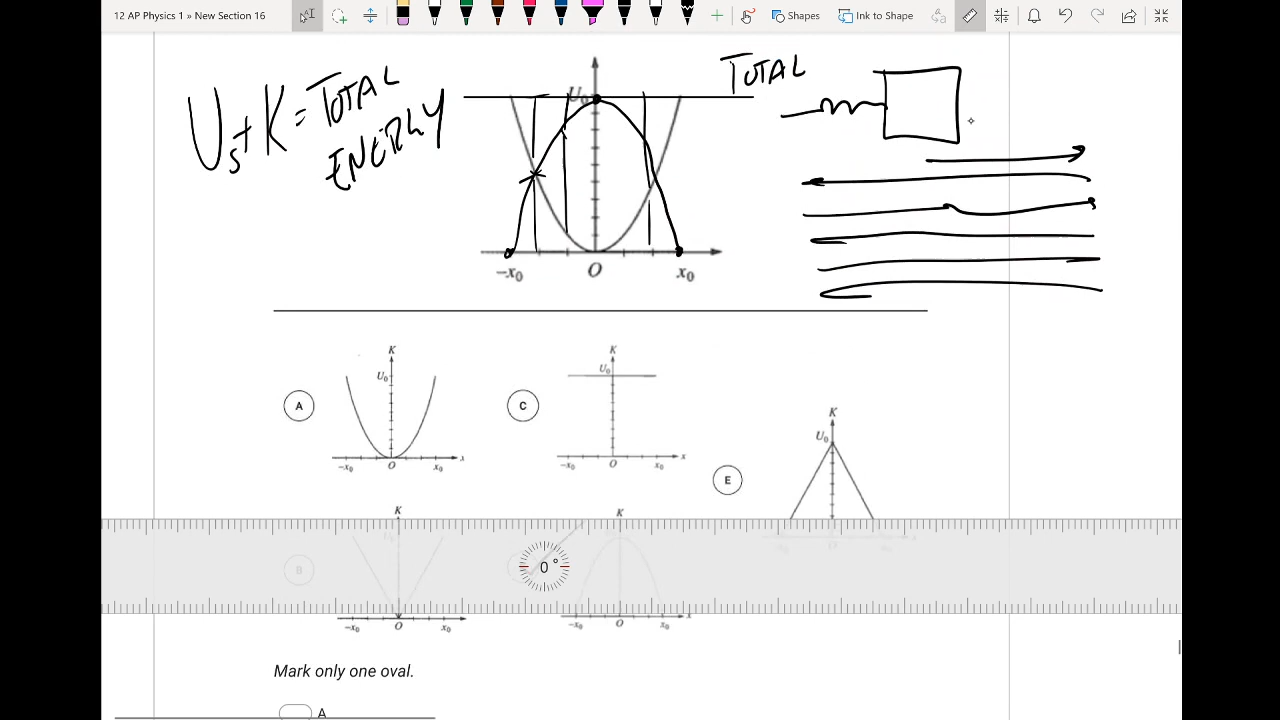 12 AP Physics 1 » New Section 16
Shapes
Ink to Shape
Us + K = TOTAL
ENERGY
TOTAL
U₀
-x₀ O x₀
A
K
U₀
-x₀ O x₀ x
C
K
U₀
-x₀ O x₀ x
E
K
U₀
B
K
-x₀ O x₀
K
-x₀ O x₀ x
0°
Mark only one oval.
A